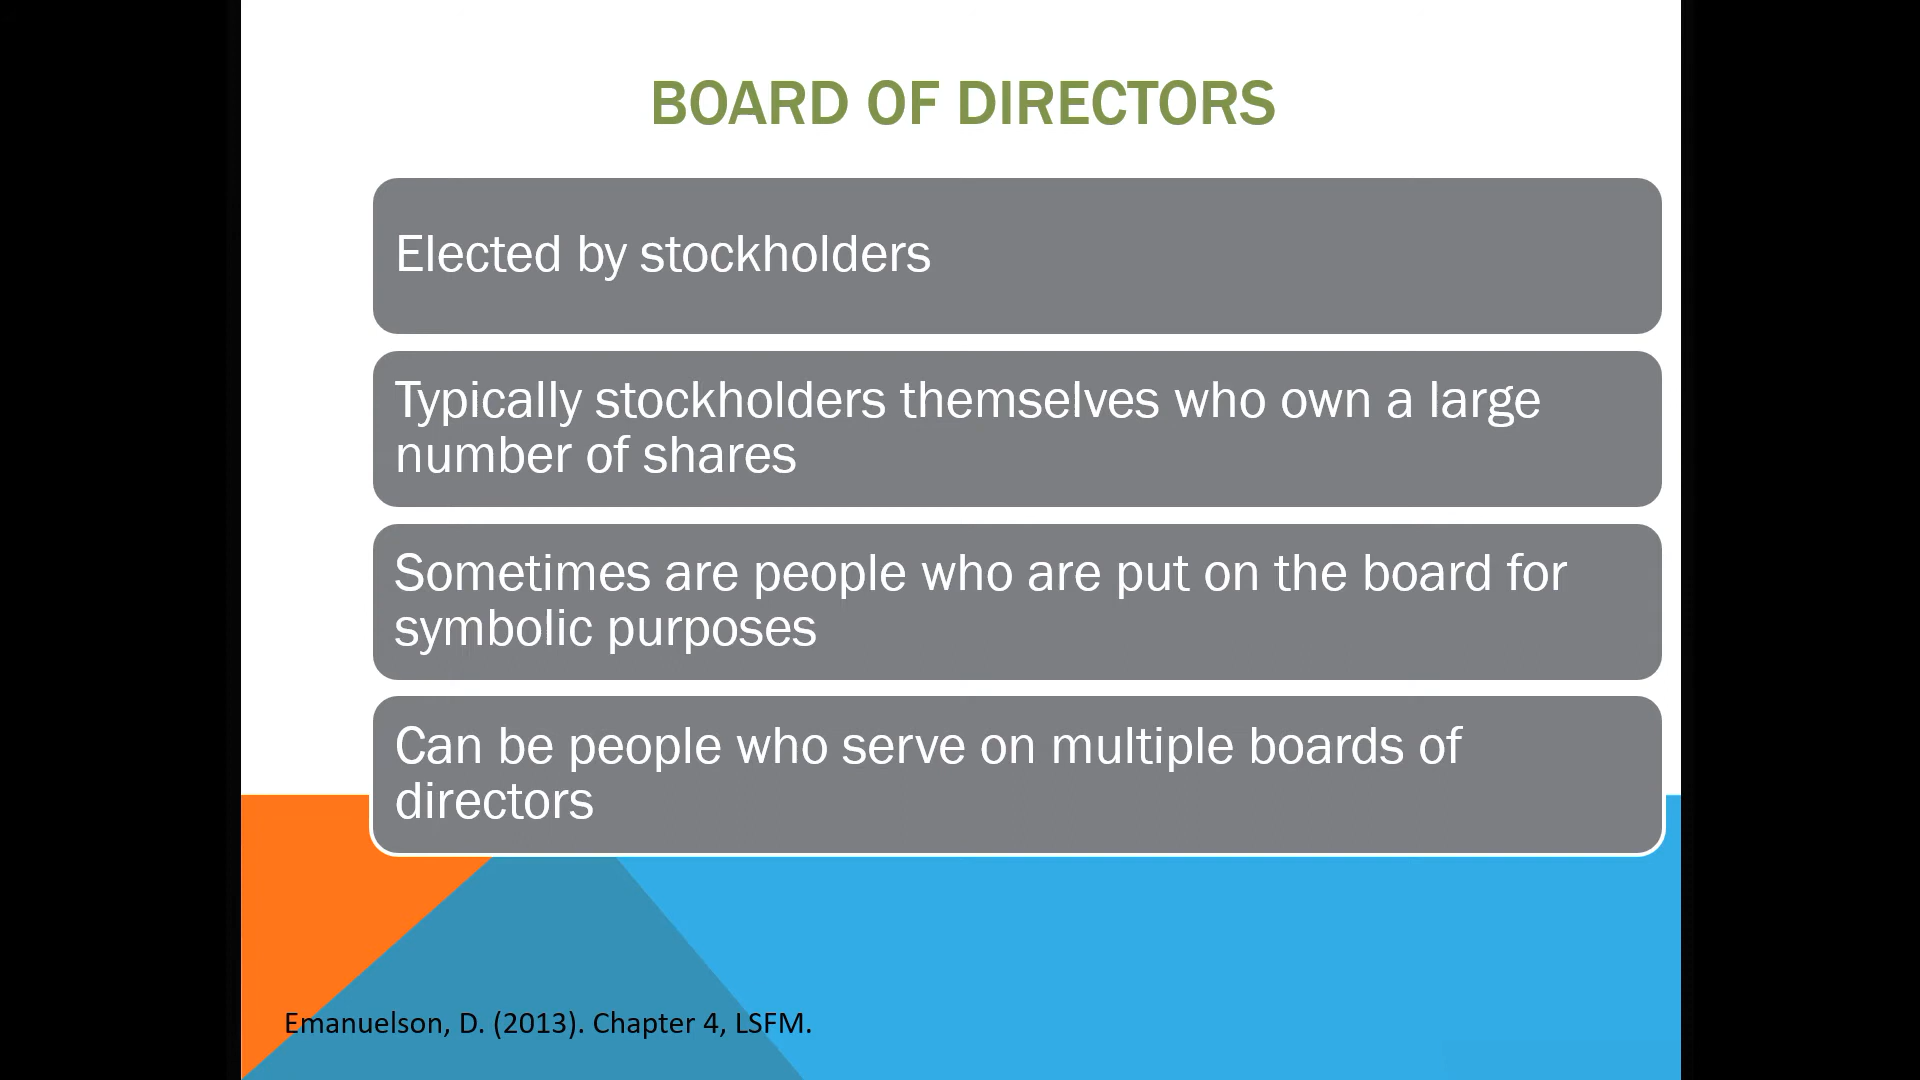 BOARD OF DIRECTORS
Elected by stockholders
Typically stockholders themselves who own a large
number of shares
Sometimes are people who are put on the board for
symbolic purposes
Can be people who serve on multiple boards of
directors
Emanuelson, D. (2013). Chapter 4, LSFM.